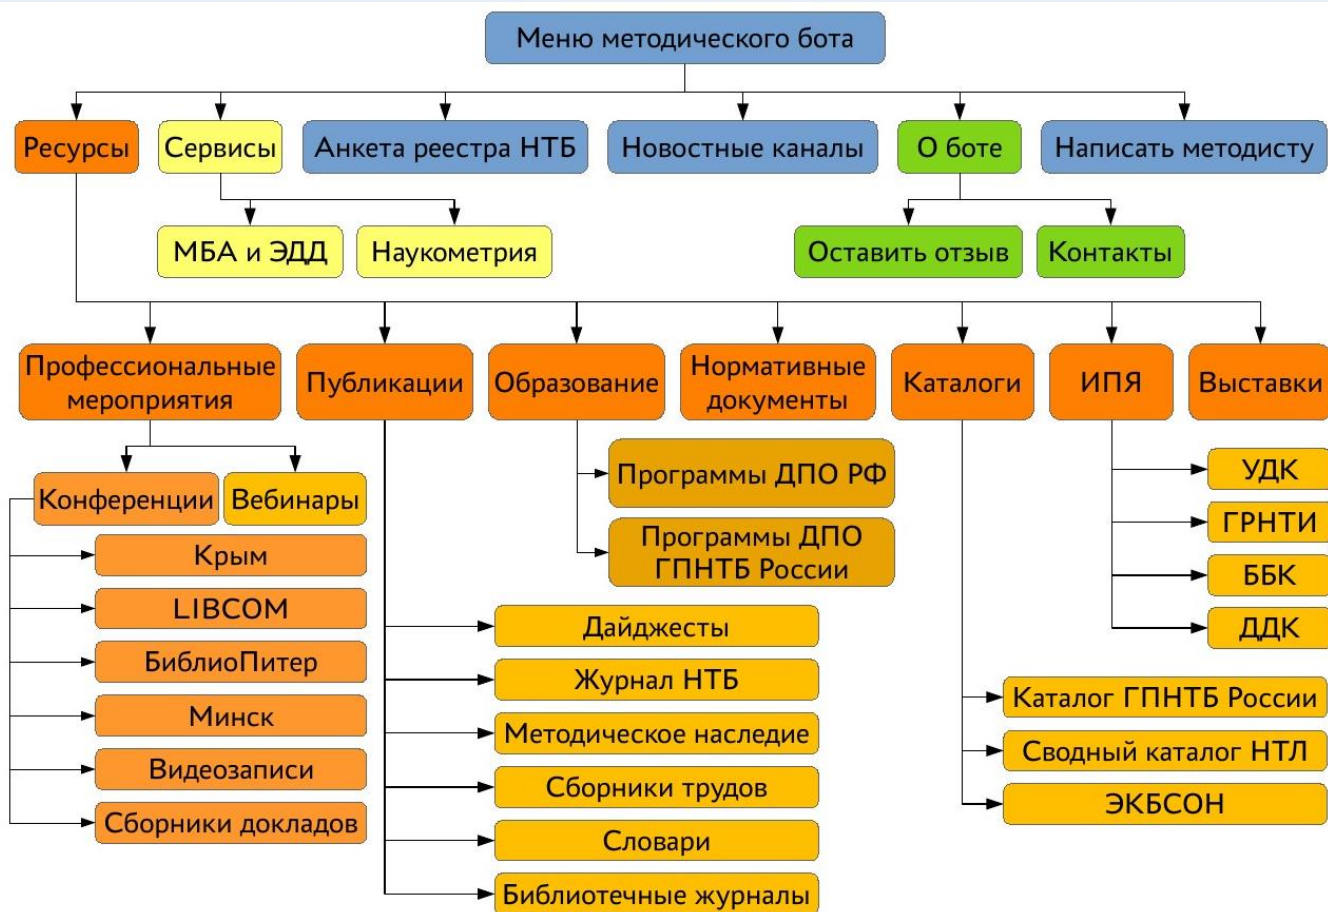 Меню методического бота
Ресурсы
Сервисы
Анкета реестра НТБ
Новостные каналы
О боте
Написать методисту
МБА и ЭДД
Наукометрия
Оставить отзыв
Контакты
Профессиональные
мероприятия
Публикации
Образование
Нормативные
документы
Каталоги
ИПЯ
Выставки
Конференции
Вебинары
Крым
LIBCOM
БиблиоПитер
Минск
Видеозаписи
Сборники докладов
Дайджесты
Журнал НТБ
Методическое наследие
Сборники трудов
Словари
Библиотечные журналы
Программы ДПО РФ
Программы ДПО
ГПНТБ России
Каталог ГПНТБ России
Сводный каталог НТЛ
ЭКБСОН
УДК
ГРНТИ
ББК
ДДК